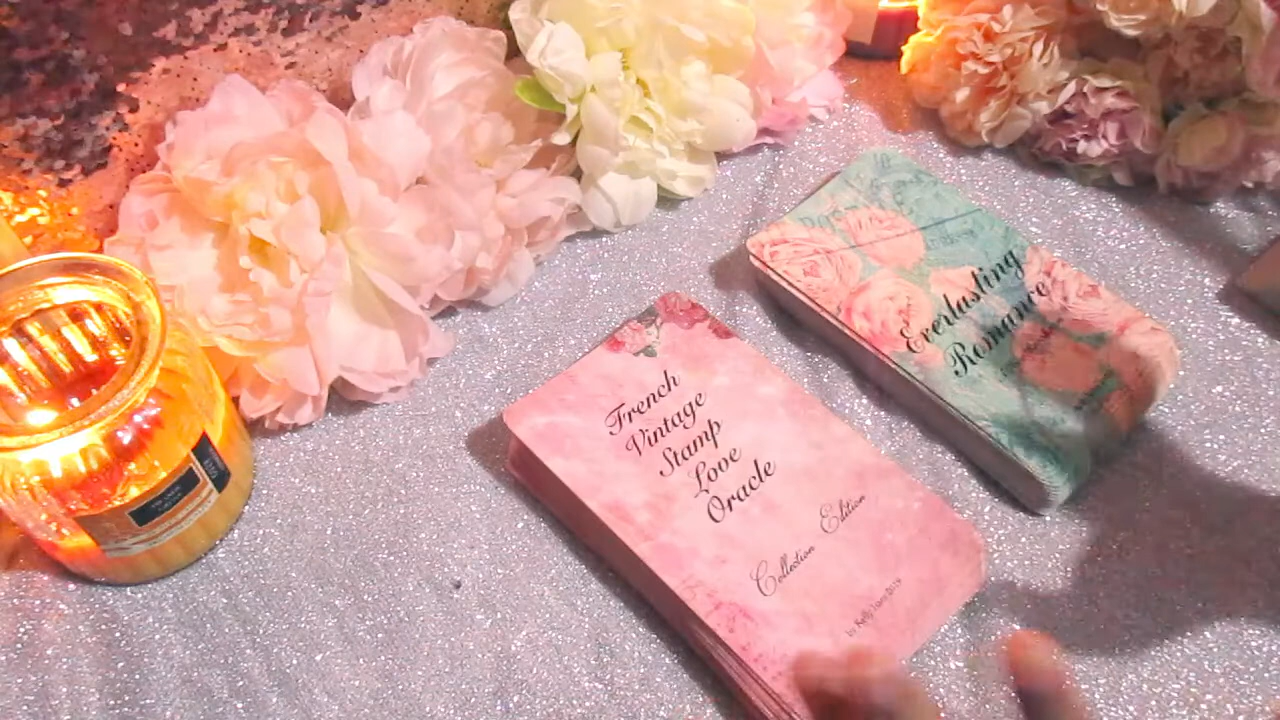 French
Vintage
Stamp
Love
Oracle
Collection Edition
Everlasting
Romance